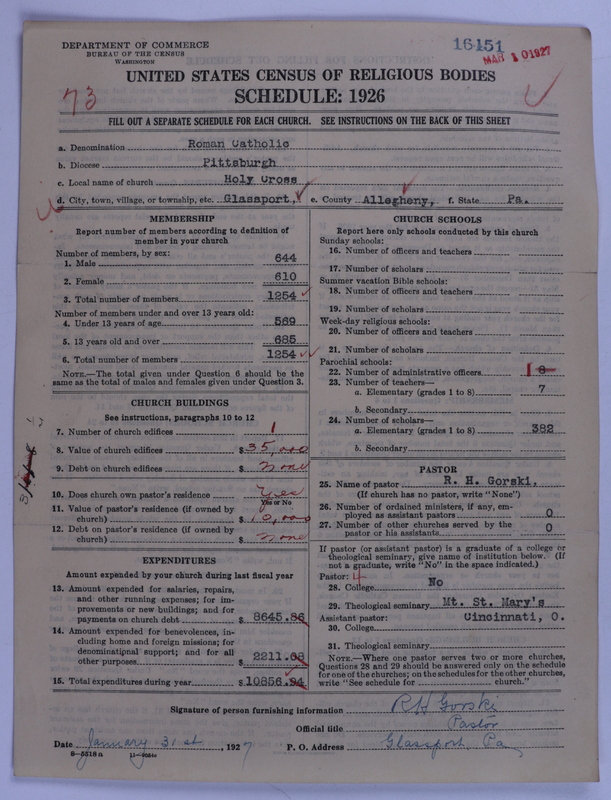 DEPARTMENT OF COMMERCE
BUREAU OF THE CENSUS
WASHINGTON
16451
MAR 10 1927
73
UNITED STATES CENSUS OF RELIGIOUS BODIES
SCHEDULE: 1926
FILL OUT A SEPARATE SCHEDULE FOR EACH CHURCH. SEE INSTRUCTIONS ON THE BACK OF THIS SHEET
a. Denomination Roman Catholic
b. Diocese Pittsburgh
c. Local name of church Holy Cross
d. City, town, village, or township, etc. Glassport, e. County Allegheny, f. State Pa.
MEMBERSHIP
Report number of members according to definition of
member in your church
Number of members, by sex:
1. Male 644
2. Female 610
3. Total number of members 1254
Number of members under and over 13 years old:
4. Under 13 years of age 569
5. 13 years old and over 685
6. Total number of members 1254
NOTE.—The total given under Question 6 should be the
same as the total of males and females given under Question 3.
CHURCH BUILDINGS
See instructions, paragraphs 10 to 12
7. Number of church edifices 1
8. Value of church edifices $35,000
9. Debt on church edifices $ None
10. Does church own pastor's residence Yes
Yes or No
11. Value of pastor's residence (if owned by
church) $10,000
12. Debt on pastor's residence (if owned by
church) $ None
EXPENDITURES
Amount expended by your church during last fiscal year
13. Amount expended for salaries, repairs,
and other running expenses; for im-
provements or new buildings; and for
payments on church debt $ 8645.86
14. Amount expended for benevolences, in-
cluding home and foreign missions; for
denominational support; and for all
other purposes $ 2211.08
15. Total expenditures during year $10856.94
CHURCH SCHOOLS
Report here only schools conducted by this church
Sunday schools:
16. Number of officers and teachers
17. Number of scholars
Summer vacation Bible schools:
18. Number of officers and teachers
19. Number of scholars
Week-day religious schools:
20. Number of officers and teachers
21. Number of scholars
Parochial schools:
22. Number of administrative officers 1 8
23. Number of teachers—
a. Elementary (grades 1 to 8) 7
b. Secondary
24. Number of scholars—
a. Elementary (grades 1 to 8) 382
b. Secondary
PASTOR
25. Name of pastor R. H. Gorski,
(If church has no pastor, write "None")
26. Number of ordained ministers, if any, em-
ployed as assistant pastors 0
27. Number of other churches served by the
pastor or his assistants 0
If pastor (or assistant pastor) is a graduate of a college or
theological seminary, give name of institution below. (If
not a graduate, write "No" in the space indicated.)
Pastor: 4
28. College No
29. Theological seminary Mt. St. Mary's
Assistant pastor: Cincinnati, O.
30. College
31. Theological seminary
NOTE.—Where one pastor serves two or more churches,
Questions 28 and 29 should be answered only on the schedule
for one of the churches; on the schedules for the other churches,
write "See schedule for church."
Signature of person furnishing information RH Gorski
Official title Pastor
Date January 31st, 1927 P. O. Address Glassport Pa
8-5518a